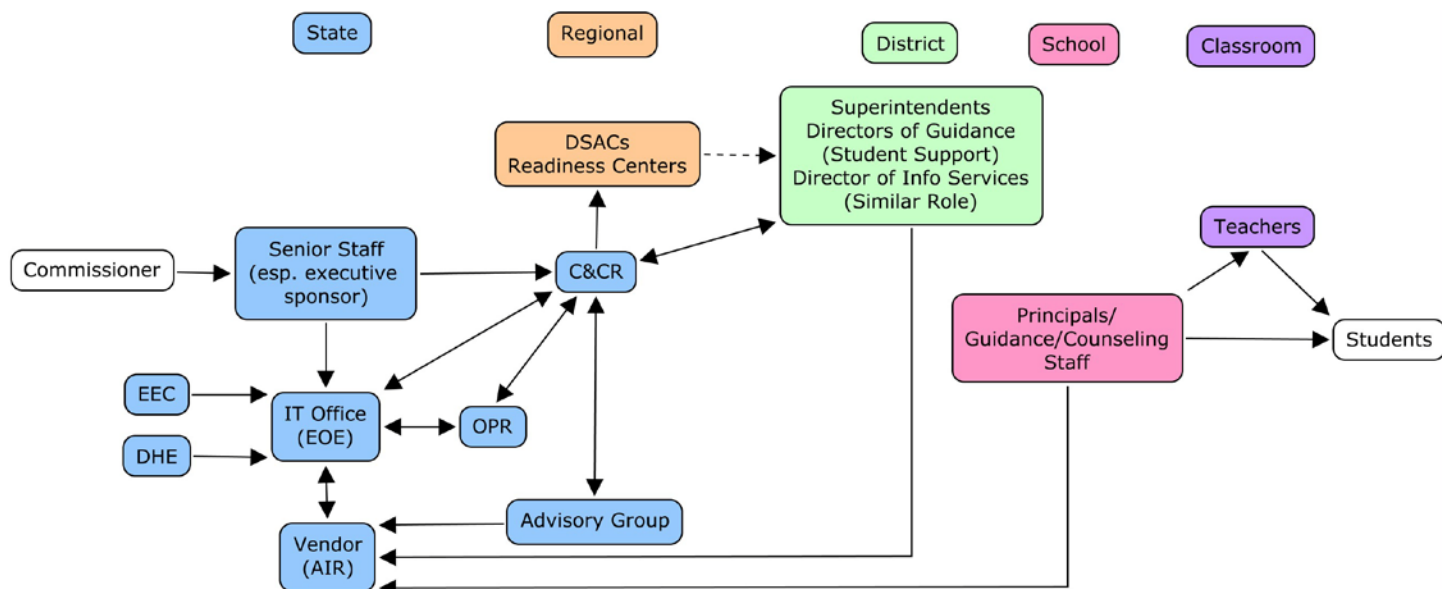 State
Regional
District
School
Classroom
Superintendents
Directors of Guidance
(Student Support)
Director of Info Services
(Similar Role)
DSACs
Readiness Centers
Teachers
Commissioner
Senior Staff
(esp. executive
sponsor)
C&CR
Principals/
Guidance/Counseling
Staff
Students
EEC
IT Office
(EOE)
OPR
DHE
Advisory Group
Vendor
(AIR)